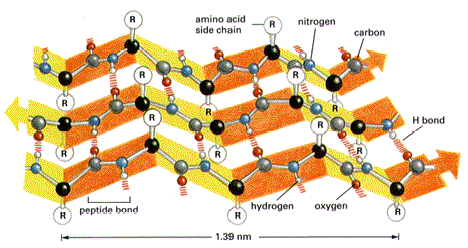 R
amino acid
side chain
R
nitrogen
carbon
R
R
R
R
R
R
R
R
R
H bond
R
R
R
peptide bond
hydrogen
oxygen
R
R
1.39 nm